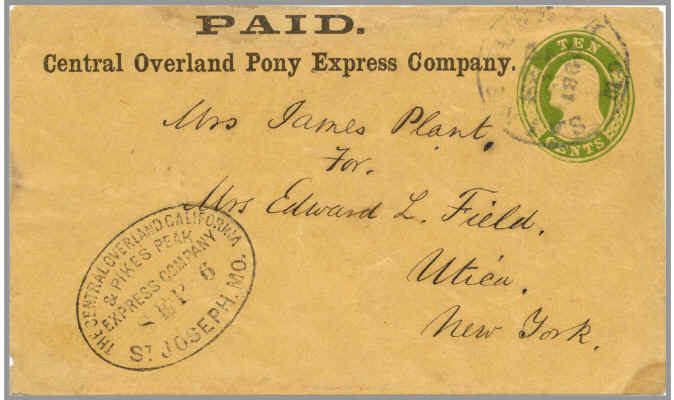 PAID.
Central Overland Pony Express Company.
TEN
CENTS
Mrs James Plant,
For.
Mrs Edward L. Field.
Utica.
New York.
THE CENTRAL OVERLAND CALIFORNIA
& PIKES PEAK
EXPRESS COMPANY
SEP 6
ST JOSEPH, MO.